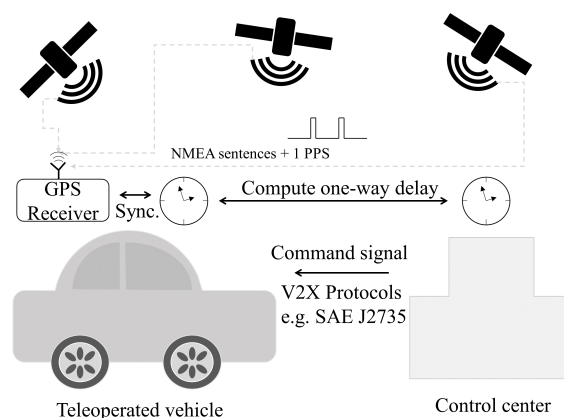 NMEA sentences + 1 PPS
GPS
Receiver
Sync.
Compute one-way delay
Command signal
V2X Protocols
e.g. SAE J2735
Teleoperated vehicle
Control center